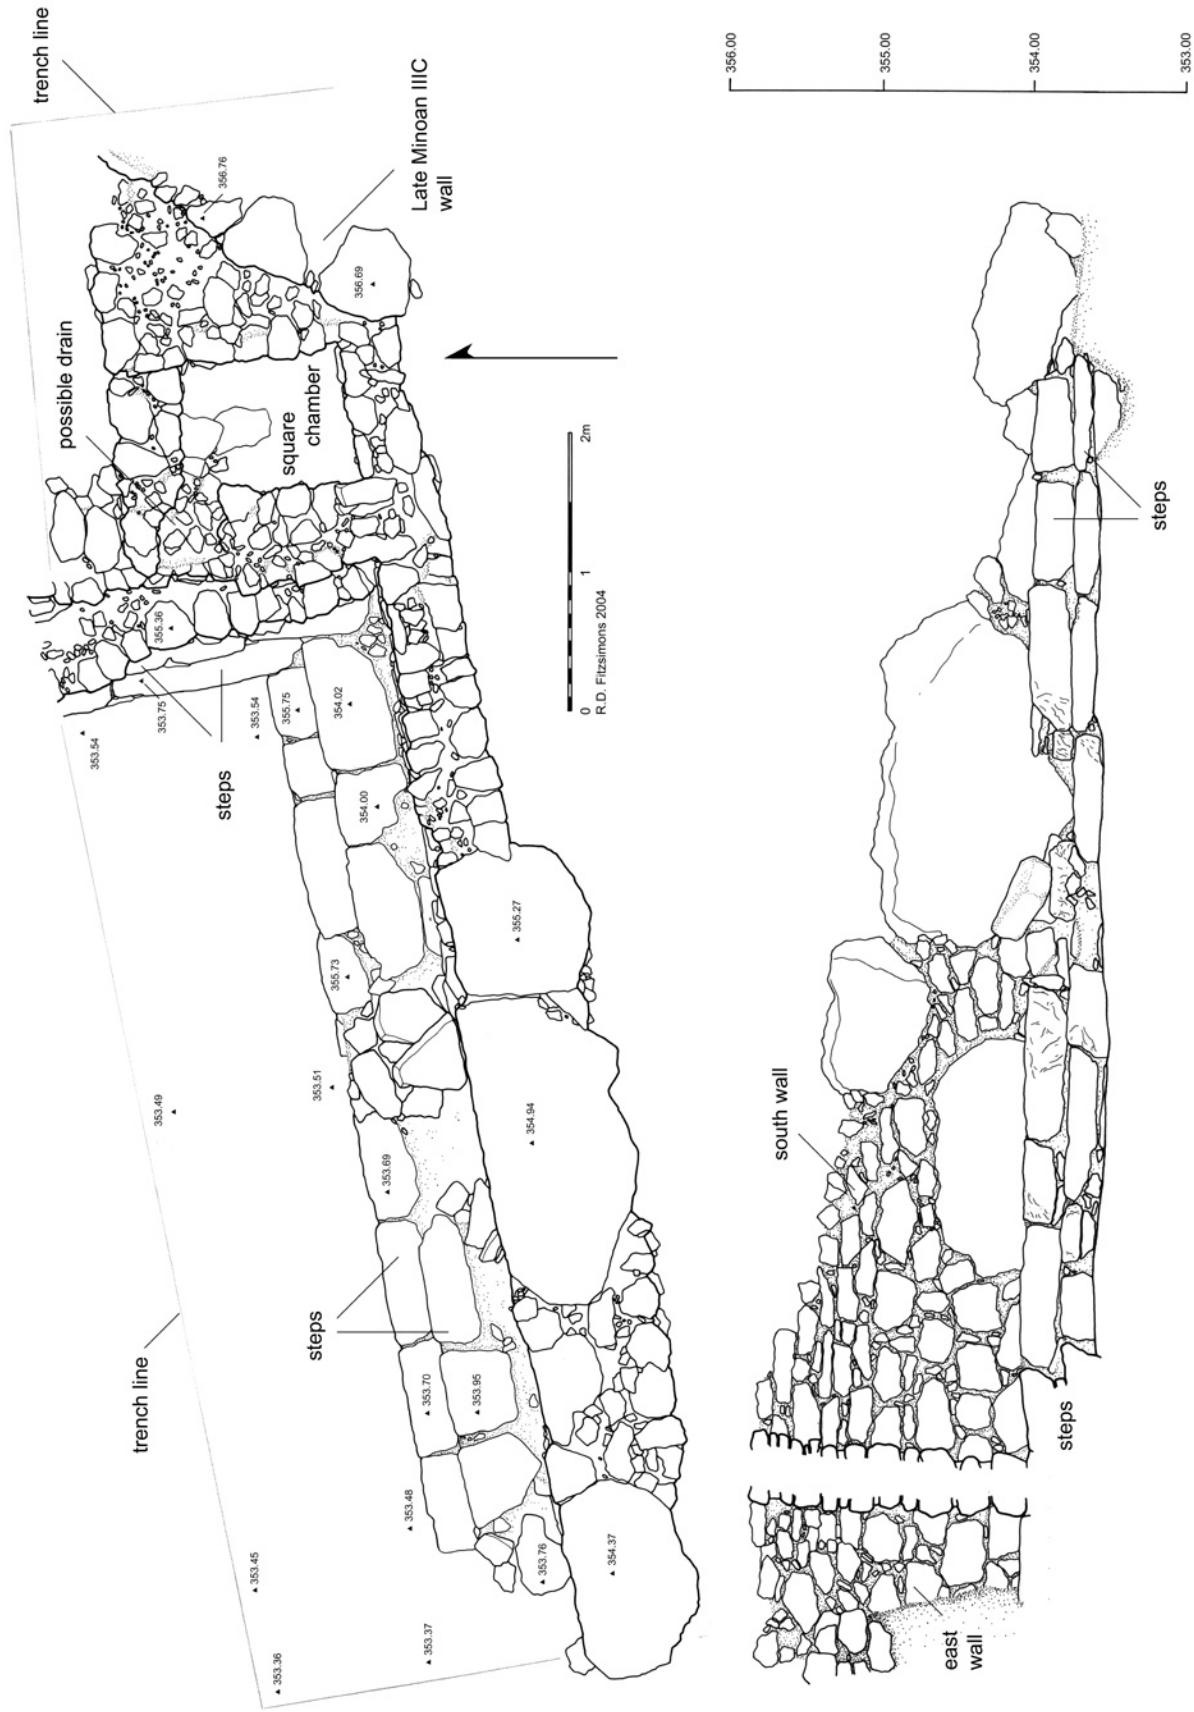 trench line
Late Minoan IIIC
wall
356.76
356.69
possible drain
square
chamber
355.36
353.75
353.54
353.54
steps
355.75
354.02
354.00
355.73
355.27
353.51
353.49
353.69
354.94
steps
trench line
353.70
353.95
353.48
353.76
354.37
353.45
353.37
353.36
0
1
2m
R.D. Fitzsimons 2004
356.00
355.00
354.00
353.00
steps
south wall
steps
east
wall